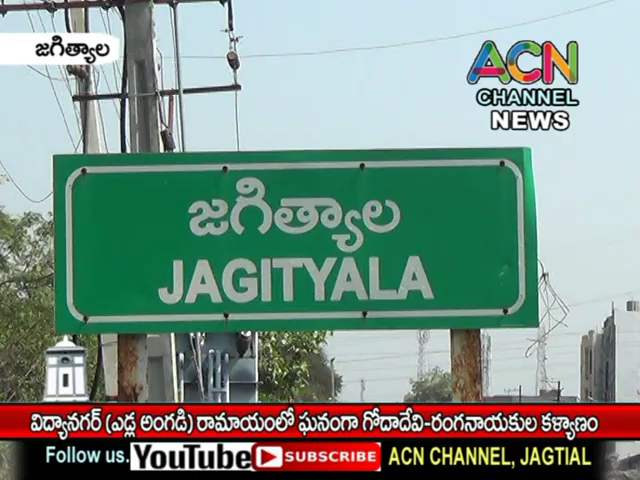 జగిత్యాల
ACN
CHANNEL
NEWS
జగిత్యాల
JAGITYALA
విద్యానగర్ (ఎడ్ల అంగడి) రామాయంలో ఘనంగా గోదాదేవి-రంగనాయకుల కళ్యాణం
Follow us. YouTube SUBSCRIBE ACN CHANNEL, JAGTIAL